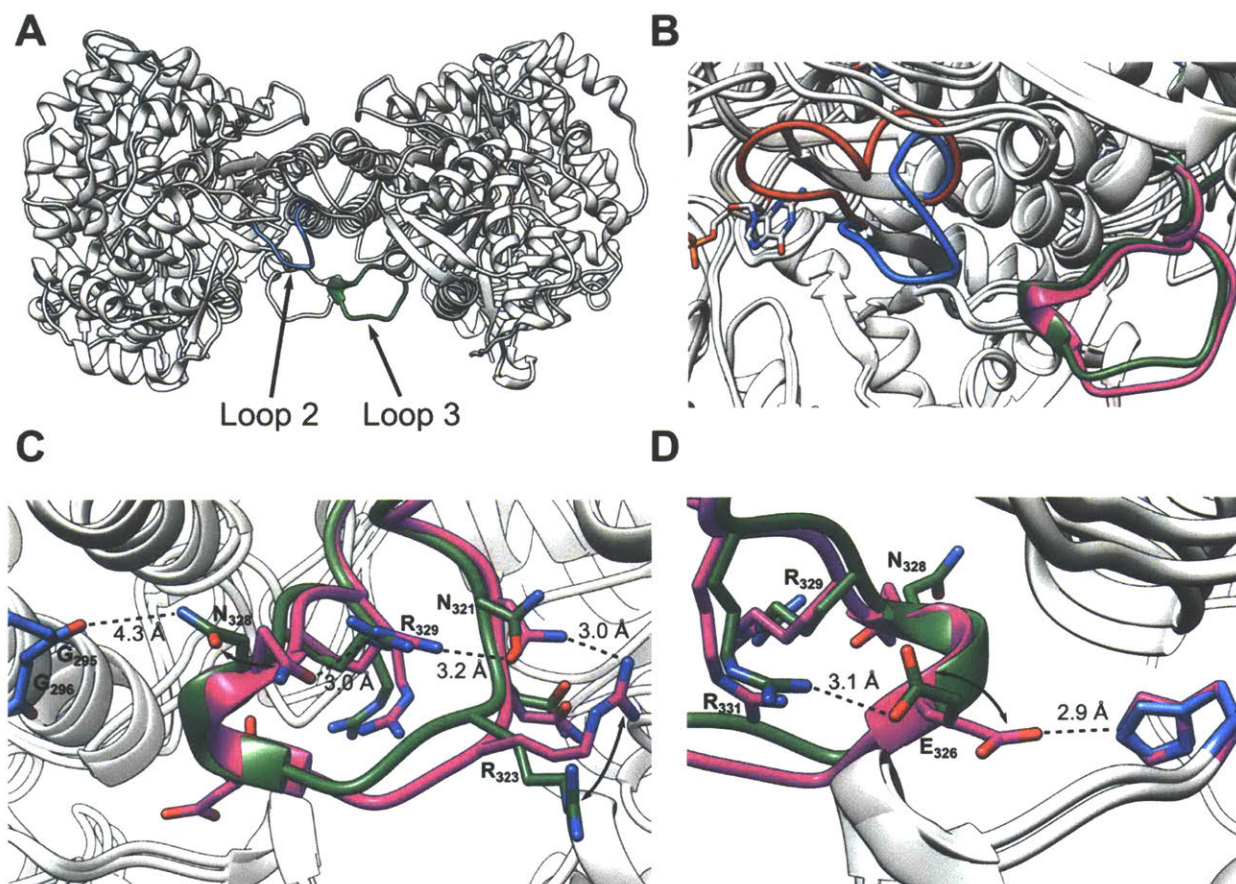 A
B
Loop 2
Loop 3
C
D
N328
4.3 Å
G295
G296
3.0 Å
R329
3.2 Å
N321
3.0 Å
R323
N328
R329
R331
3.1 Å
E326
2.9 Å